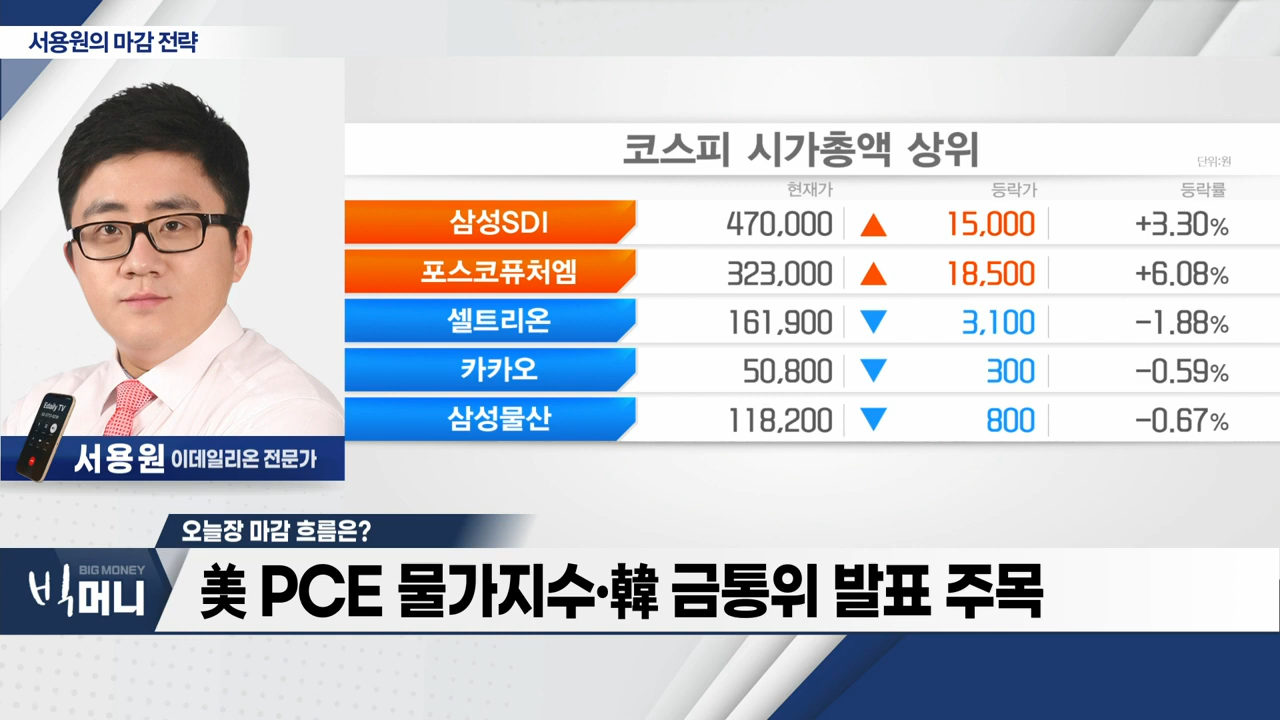 서용원의 마감 전략
코스피 시가총액 상위
단위:원
현재가 등락가 등락률
삼성SDI 470,000 ▲ 15,000 +3.30%
포스코퓨처엠 323,000 ▲ 18,500 +6.08%
셀트리온 161,900 ▼ 3,100 -1.88%
카카오 50,800 ▼ 300 -0.59%
삼성물산 118,200 ▼ 800 -0.67%
Edaily TV
서용원 이데일리온 전문가
오늘장 마감 흐름은?
BIG MONEY
빅머니
美 PCE 물가지수·韓 금통위 발표 주목